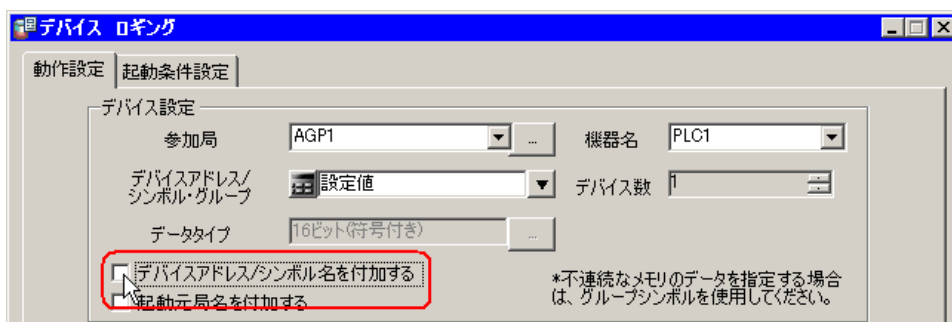 デバイス ロギング
動作設定 起動条件設定
デバイス設定
参加局 AGP1 ... 機器名 PLC1
デバイスアドレス/
シンボル・グループ 設定値 デバイス数 1
データタイプ 16ビット(符号付き) ...
デバイスアドレス/シンボル名を付加する
起動元局名を付加する
*不連続なメモリのデータを指定する場合
は、グループシンボルを使用してください。